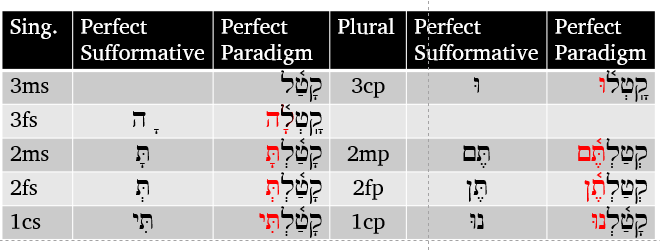 Sing. Perfect Sufformative Perfect Paradigm Plural Perfect Sufformative Perfect Paradigm
3ms קָטַ֫ל 3cp וּ קָֽטְל֫וּ
3fs ָה קָֽטְלָ֫ה
2ms תָּ קָטַ֫לְתָּ 2mp תֶּם קְטַלְתֶּ֫ם
2fs תְּ קָטַ֫לְתְּ 2fp תֶּן קְטַלְתֶּ֫ן
1cs תִּי קָטַ֫לְתִּי 1cp נוּ קָטַ֫לְנוּ